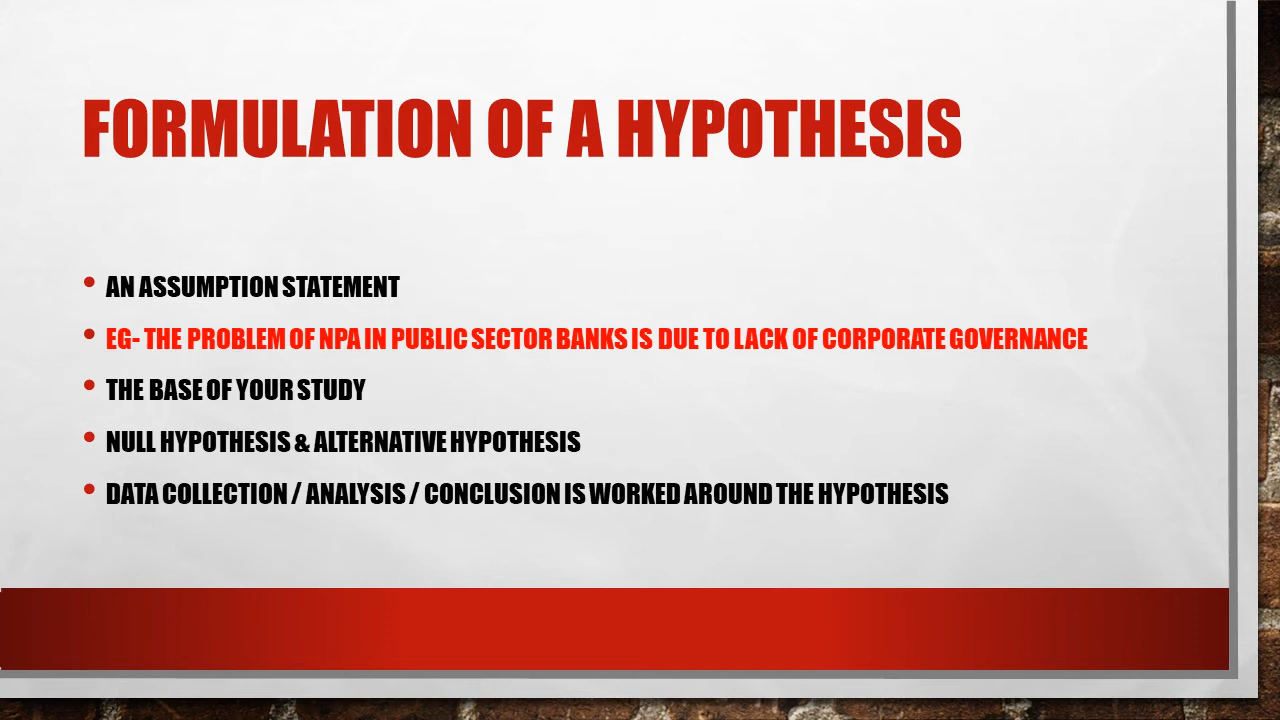 FORMULATION OF A HYPOTHESIS
• AN ASSUMPTION STATEMENT
• EG- THE PROBLEM OF NPA IN PUBLIC SECTOR BANKS IS DUE TO LACK OF CORPORATE GOVERNANCE
• THE BASE OF YOUR STUDY
• NULL HYPOTHESIS & ALTERNATIVE HYPOTHESIS
• DATA COLLECTION / ANALYSIS / CONCLUSION IS WORKED AROUND THE HYPOTHESIS